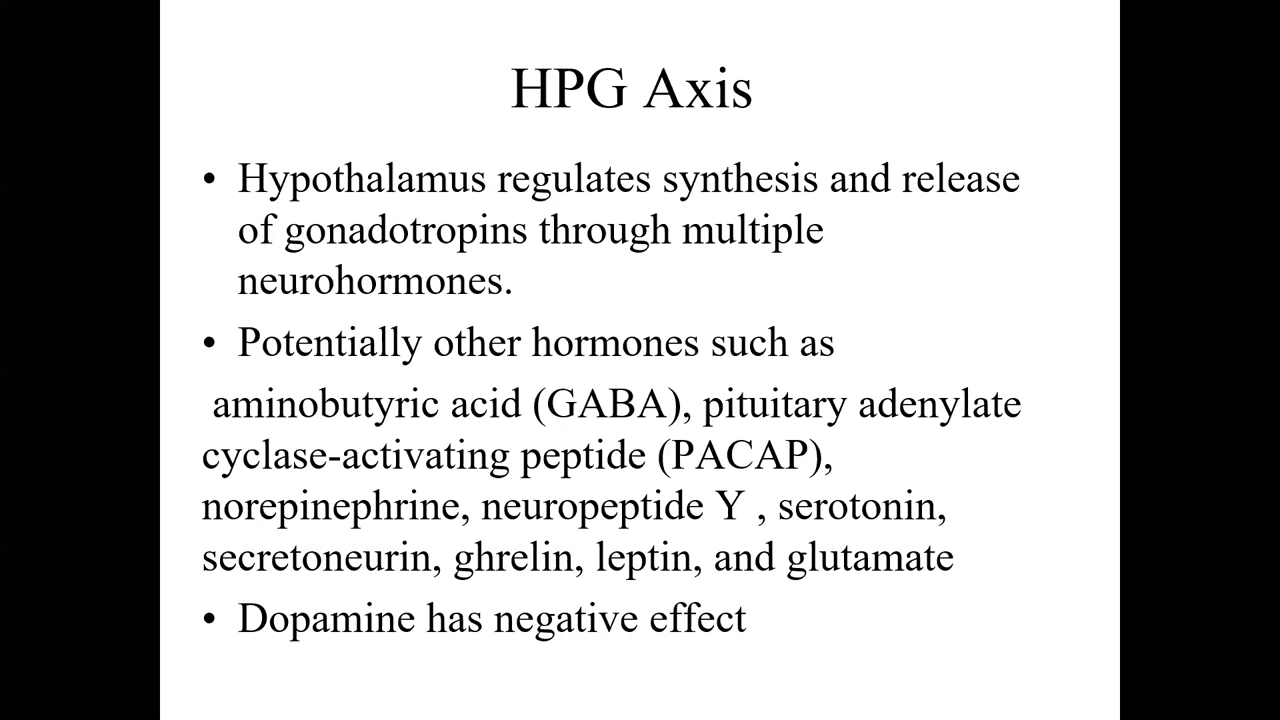 HPG Axis
• Hypothalamus regulates synthesis and release
of gonadotropins through multiple
neurohormones.
• Potentially other hormones such as
aminobutyric acid (GABA), pituitary adenylate
cyclase-activating peptide (PACAP),
norepinephrine, neuropeptide Y , serotonin,
secretoneurin, ghrelin, leptin, and glutamate
• Dopamine has negative effect